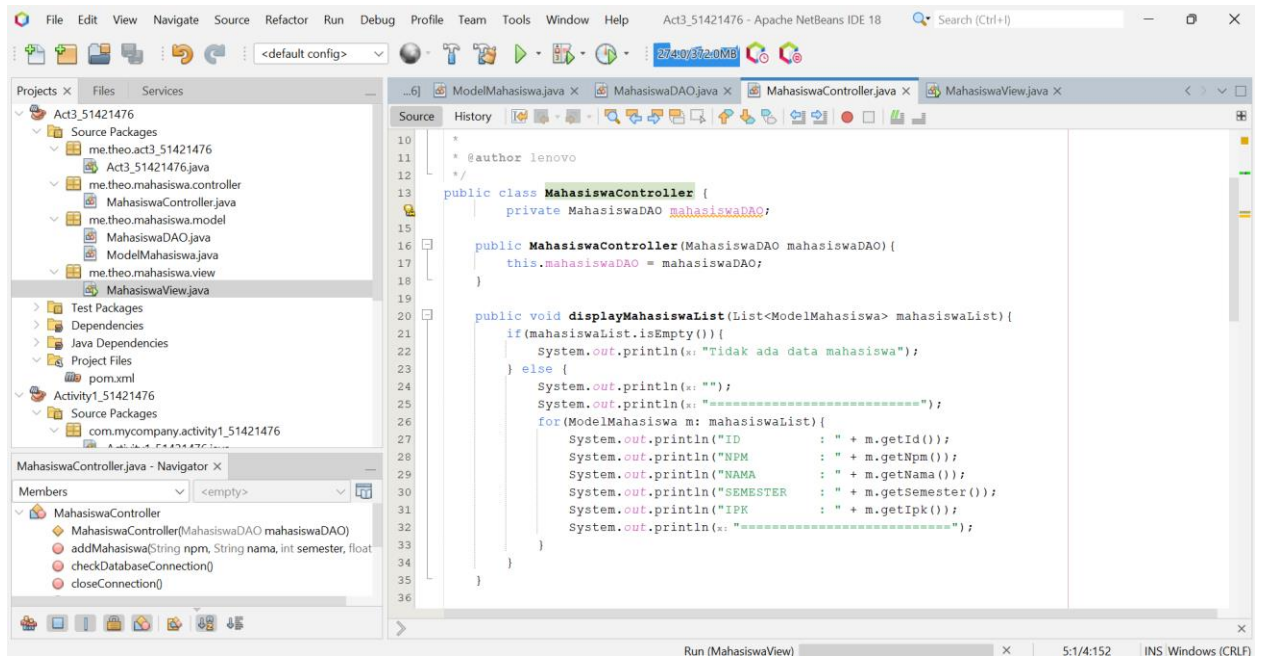 File Edit View Navigate Source Refactor Run Debug Profile Team Tools Window Help Act3_51421476 - Apache NetBeans IDE 18 Search (Ctrl+I)
<default config> 274.0/372.0MB
Projects Files Services
Act3_51421476
Source Packages
me.theo.act3_51421476
Act3_51421476.java
me.theo.mahasiswa.controller
MahasiswaController.java
me.theo.mahasiswa.model
MahasiswaDAO.java
ModelMahasiswa.java
me.theo.mahasiswa.view
MahasiswaView.java
Test Packages
Dependencies
Java Dependencies
Project Files
pom.xml
Activity1_51421476
Source Packages
com.mycompany.activity1_51421476
MahasiswaController.java - Navigator
Members <empty>
MahasiswaController
MahasiswaController(MahasiswaDAO mahasiswaDAO)
addMahasiswa(String npm, String nama, int semester, float
checkDatabaseConnection()
closeConnection()
...6] ModelMahasiswa.java MahasiswaDAO.java MahasiswaController.java MahasiswaView.java
Source History
10 *
11 * @author lenovo
12 */
13 public class MahasiswaController {
private MahasiswaDAO mahasiswaDAO;
15
16 public MahasiswaController(MahasiswaDAO mahasiswaDAO){
17 this.mahasiswaDAO = mahasiswaDAO;
18 }
19
20 public void displayMahasiswaList(List<ModelMahasiswa> mahasiswaList){
21 if(mahasiswaList.isEmpty()){
22 System.out.println(x: "Tidak ada data mahasiswa");
23 } else {
24 System.out.println(x: "");
25 System.out.println(x: "===========================");
26 for(ModelMahasiswa m: mahasiswaList){
27 System.out.println("ID : " + m.getId());
28 System.out.println("NPM : " + m.getNpm());
29 System.out.println("NAMA : " + m.getNama());
30 System.out.println("SEMESTER : " + m.getSemester());
31 System.out.println("IPK : " + m.getIpk());
32 System.out.println(x: "===========================");
33 }
34 }
35 }
36
Run (MahasiswaView) 5:1/4:152 INS Windows (CRLF)